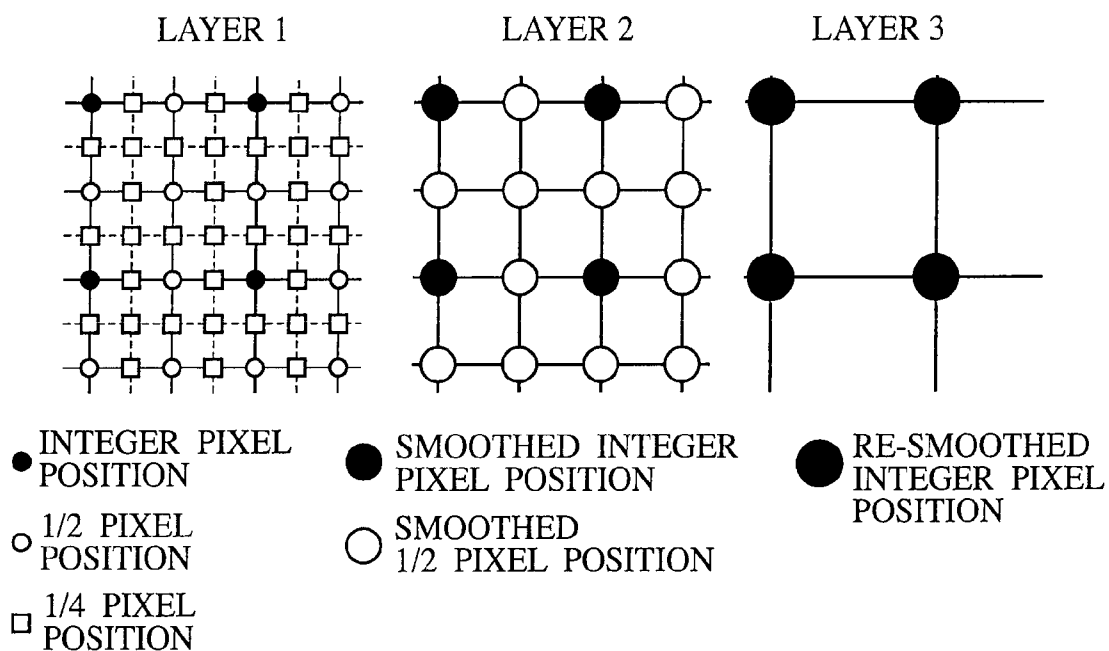 LAYER 1
LAYER 2
LAYER 3
INTEGER PIXEL
POSITION
1/2 PIXEL
POSITION
1/4 PIXEL
POSITION
SMOOTHED INTEGER
PIXEL POSITION
SMOOTHED
1/2 PIXEL POSITION
RE-SMOOTHED
INTEGER PIXEL
POSITION